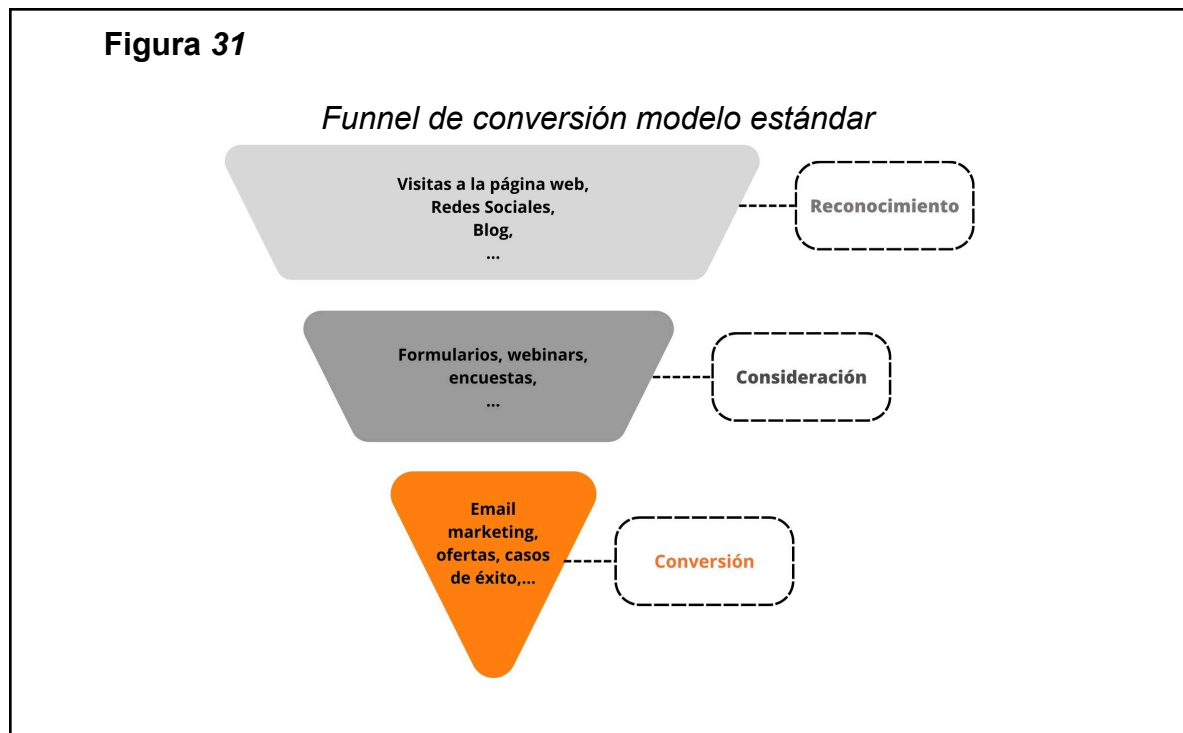 Figura 31
Funnel de conversión modelo estándar
Visitas a la página web,
Redes Sociales,
Blog,
...
Reconocimiento
Formularios, webinars,
encuestas,
...
Consideración
Email
marketing,
ofertas, casos
de éxito,...
Conversión